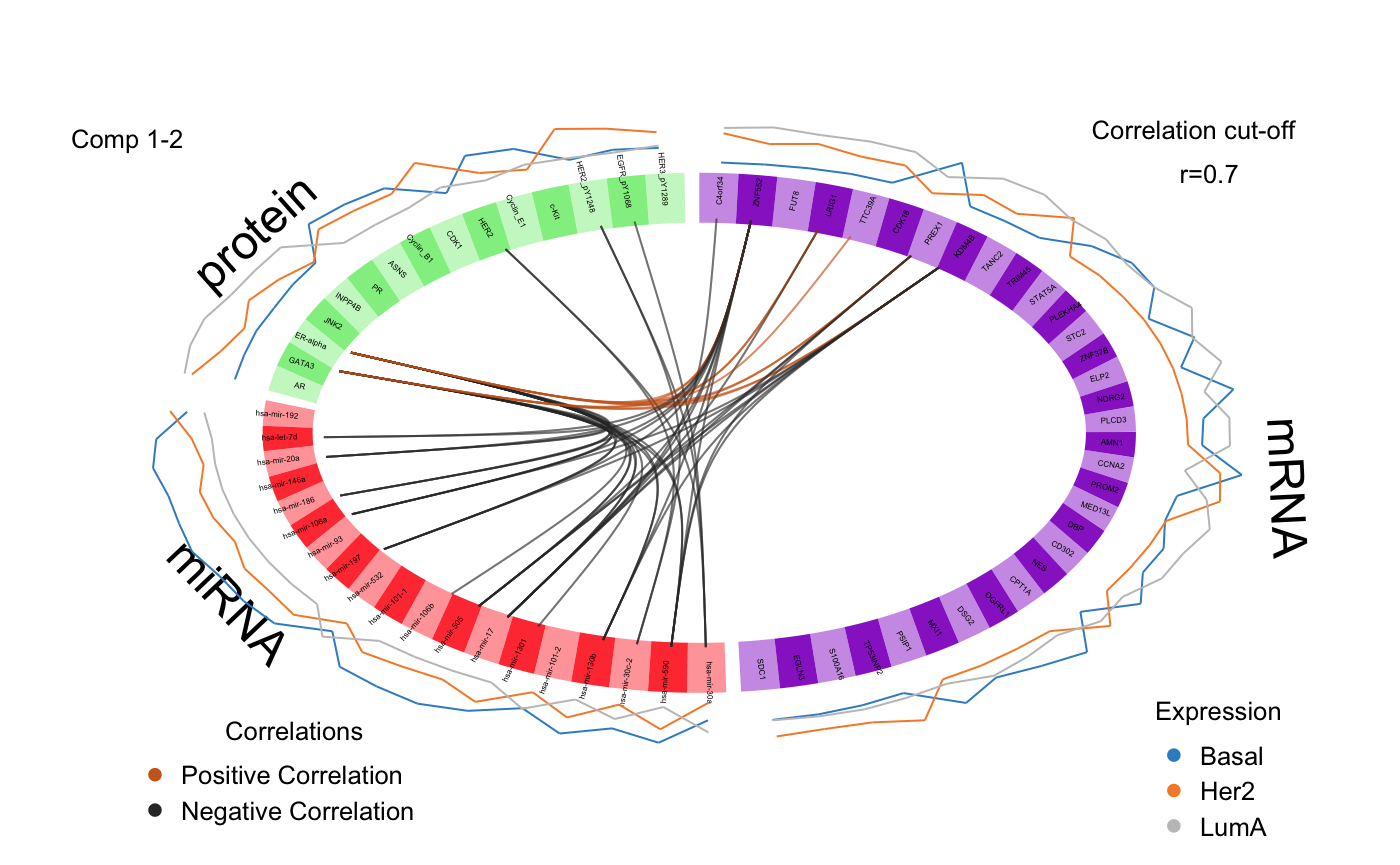 Comp 1-2
Correlation cut-off
r=0.7
protein
mRNA
miRNA
HER3_pY1289
EGFR_pY1068
HER2_pY1248
c-Kit
Cyclin_E1
HER2
CDK1
Cyclin_B1
ASNS
PR
INPP4B
JNK2
ER-alpha
GATA3
AR
hsa-mir-192
hsa-let-7d
hsa-mir-20a
hsa-mir-146a
hsa-mir-186
hsa-mir-106a
hsa-mir-93
hsa-mir-197
hsa-mir-532
hsa-mir-101-1
hsa-mir-106b
hsa-mir-505
hsa-mir-17
hsa-mir-1301
hsa-mir-101-2
hsa-mir-130b
hsa-mir-30c-2
hsa-mir-590
hsa-mir-30a
C4orf34
ZNF552
FUT8
LRIG1
TTC39A
CDK18
PREX1
KDM4B
TANC2
TRIM45
STAT5A
PLEKHA4
STC2
ZNF37B
ELP2
NDRG2
PLCD3
AMN1
CCNA2
PROM2
MED13L
DBP
CD302
NES
CPT1A
OGFRL1
DSG2
MXI1
PSIP1
TP53INP2
S100A16
EGLN3
SDC1
Correlations
Positive Correlation
Negative Correlation
Expression
Basal
Her2
LumA